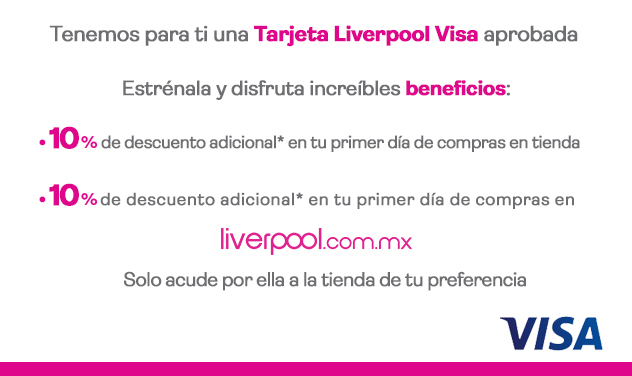 Tenemos para ti una Tarjeta Liverpool Visa aprobada
Estrénala y disfruta increíbles beneficios:
• 10% de descuento adicional* en tu primer día de compras en tienda
• 10% de descuento adicional* en tu primer día de compras en
liverpool.com.mx
Solo acude por ella a la tienda de tu preferencia
VISA